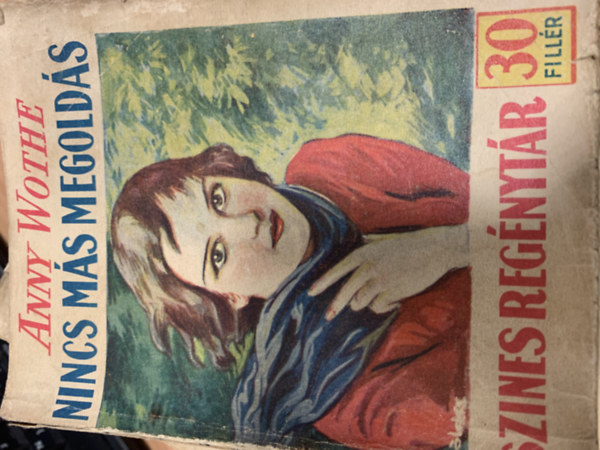 ANNY WOTHE
NINCS MÁS MEGOLDÁS
SZINES REGÉNYTÁR
30
FILLÉR